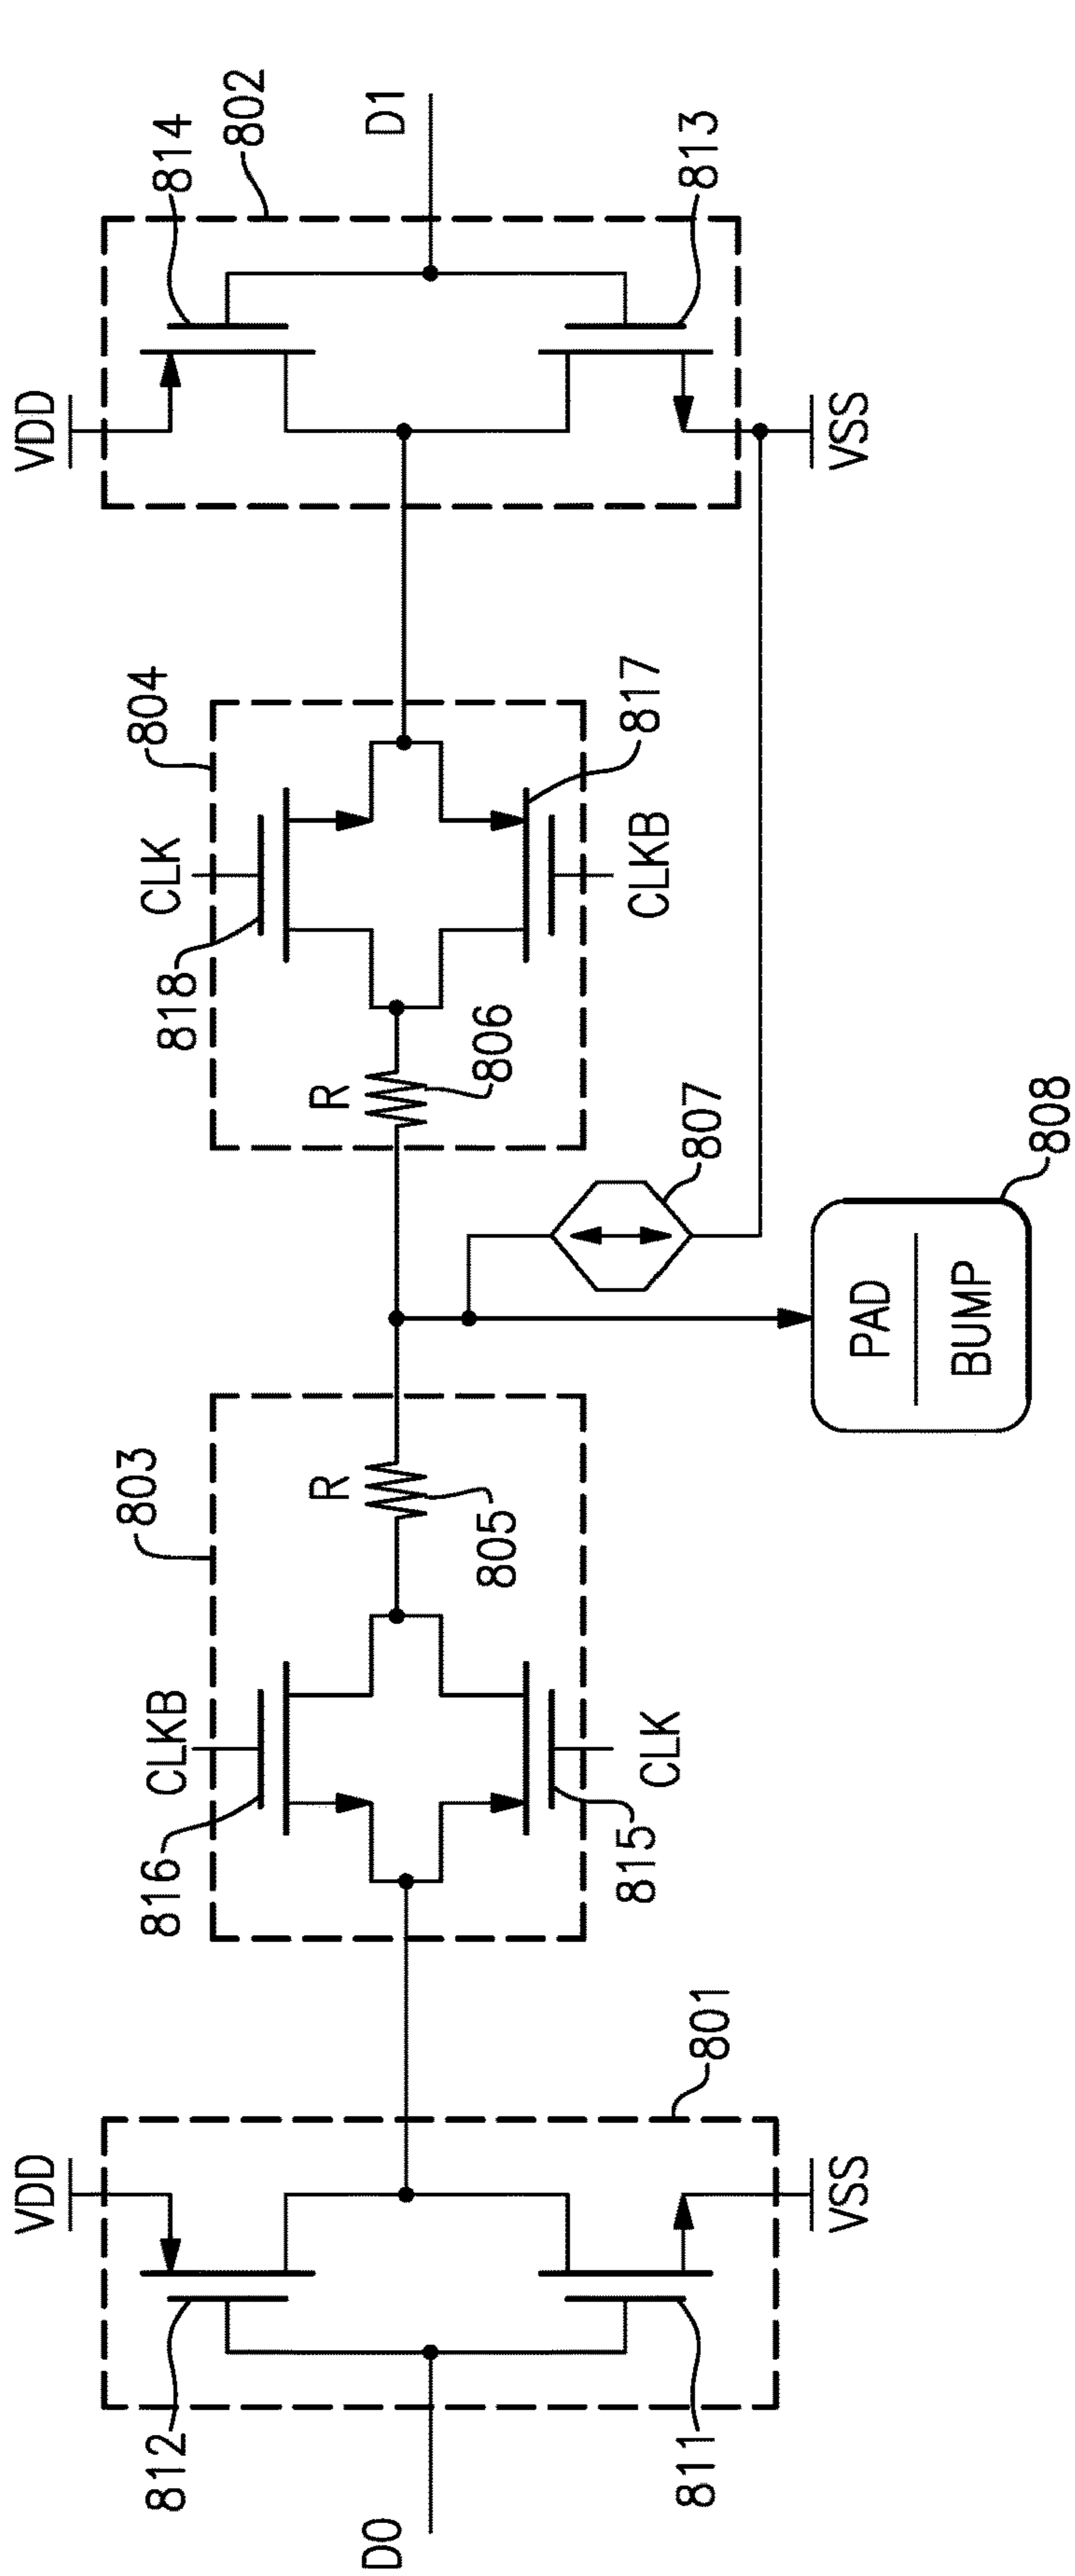 VDD
814
802
D1
813
VSS
804
CLK
818
R
806
817
CLKB
807
808
PAD
BUMP
803
R
805
CLKB
816
CLK
815
801
VDD
VSS
812
811
D0